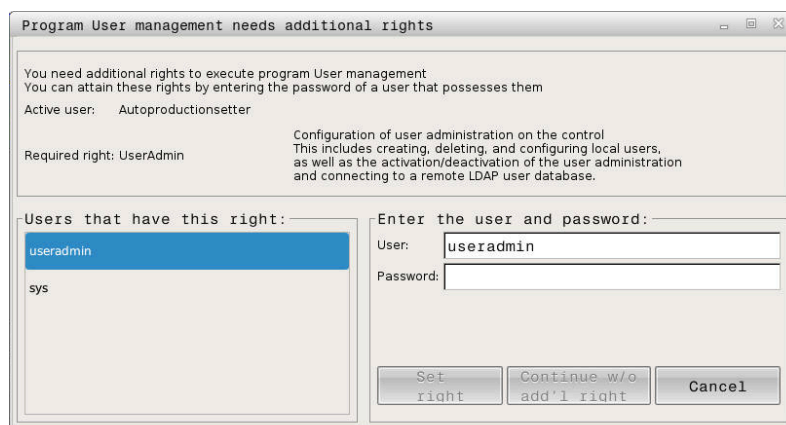 Program User management needs additional rights
You need additional rights to execute program User management
You can attain these rights by entering the password of a user that possesses them
Active user: Autoproductionsetter
Required right: UserAdmin
Configuration of user administration on the control
This includes creating, deleting, and configuring local users,
as well as the activation/deactivation of the user administration
and connecting to a remote LDAP user database.
Users that have this right:
useradmin
sys
Enter the user and password:
User: useradmin
Password:
Set
right
Continue w/o
add'l right
Cancel